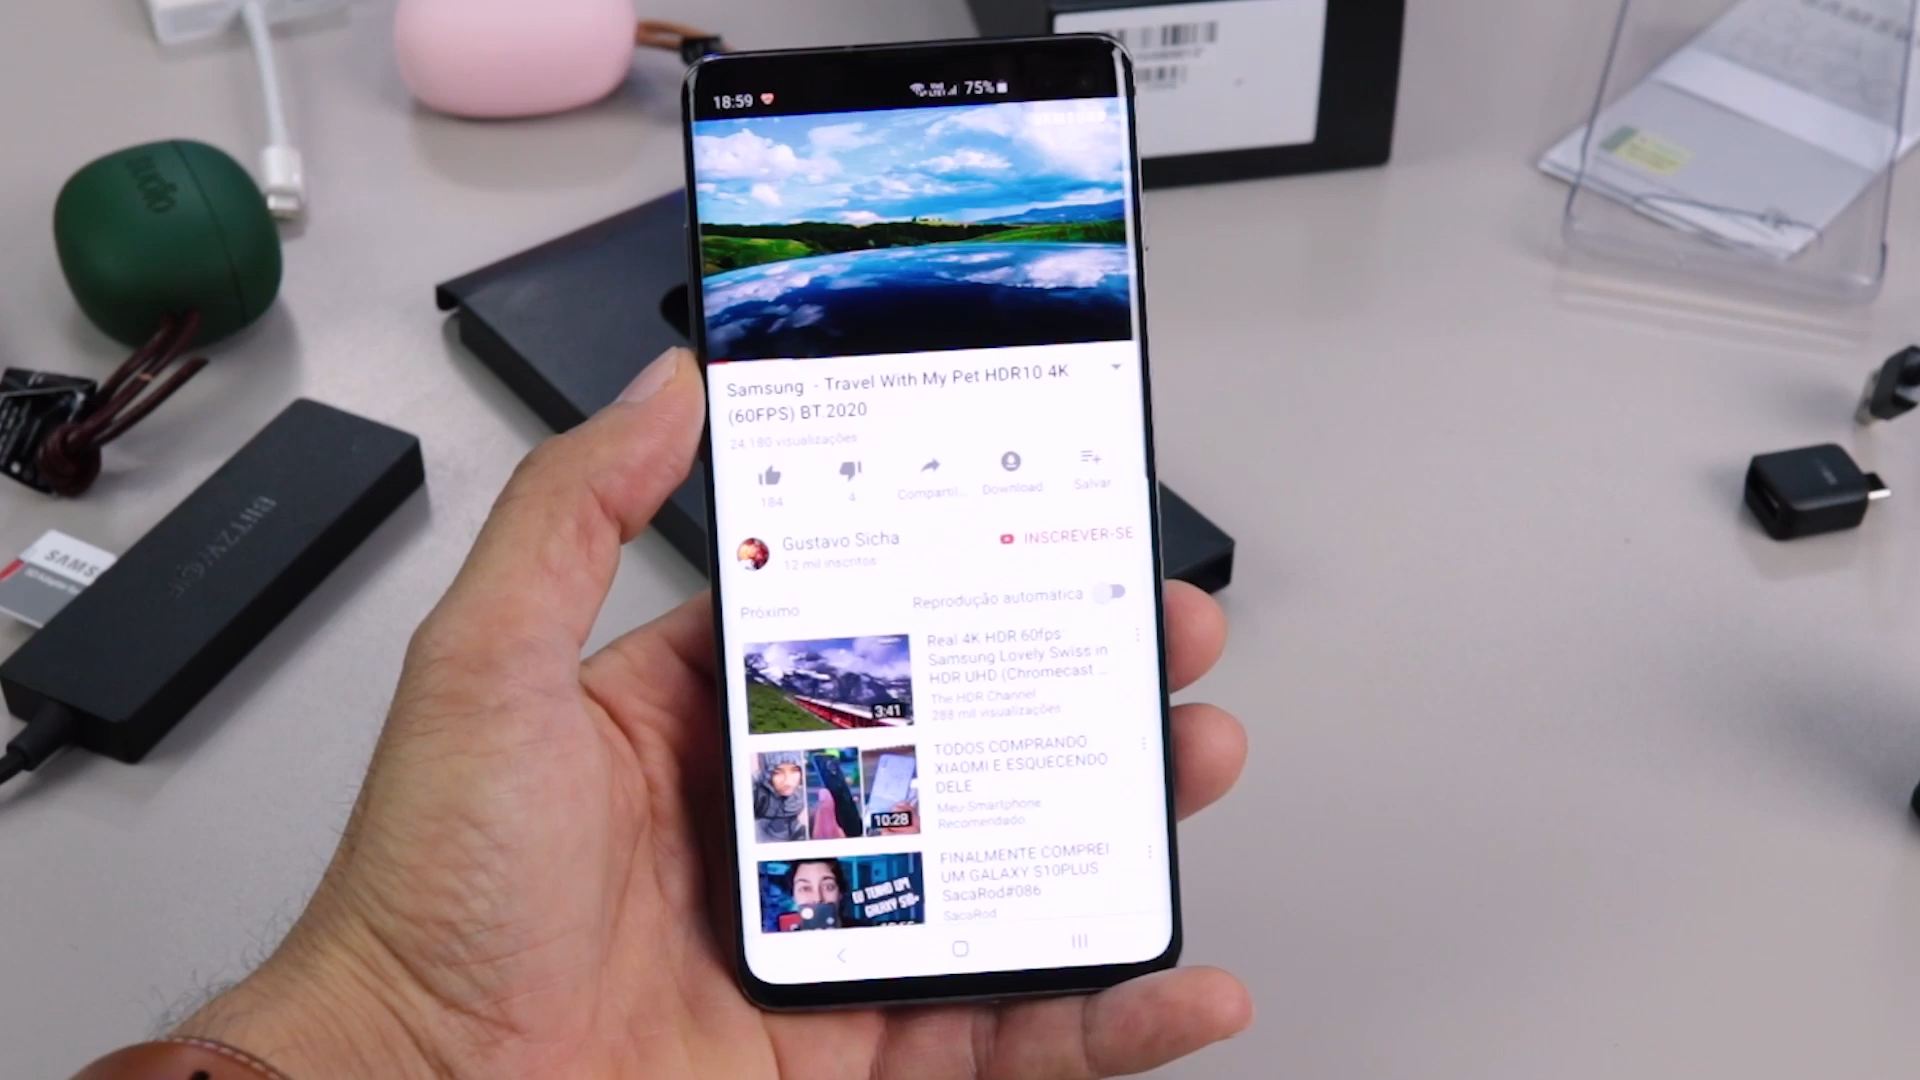 18:59
75%
SAMSUNG
Samsung - Travel With My Pet HDR10 4K
(60FPS) BT.2020
24.180 visualizações
184
4
Comparti...
Download
Salvar
Gustavo Sicha
12 mil inscritos
INSCREVER-SE
Próximo
Reprodução automática
3:41
Real 4K HDR 60fps:
Samsung Lovely Swiss in
HDR UHD (Chromecast ...
The HDR Channel
288 mil visualizações
10:28
TODOS COMPRANDO
XIAOMI E ESQUECENDO
DELE
Meu Smartphone
Recomendado
EU TENHO UM
GALAXY S10+
FINALMENTE COMPREI
UM GALAXY S10PLUS
SacaRod#086
SacaRod
sudio
BLITZWOLF
SAMS